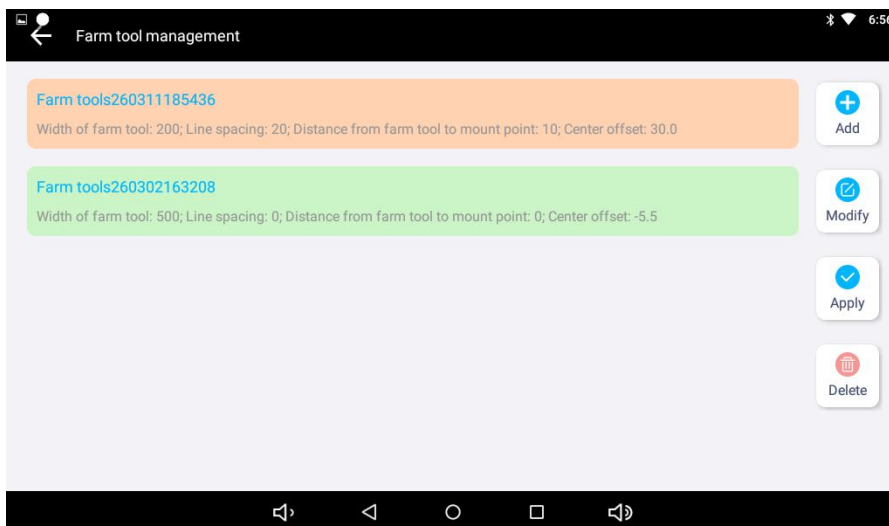 6:56
Farm tool management
Farm tools260311185436
Width of farm tool: 200; Line spacing: 20; Distance from farm tool to mount point: 10; Center offset: 30.0
Add
Farm tools260302163208
Width of farm tool: 500; Line spacing: 0; Distance from farm tool to mount point: 0; Center offset: -5.5
Modify
Apply
Delete